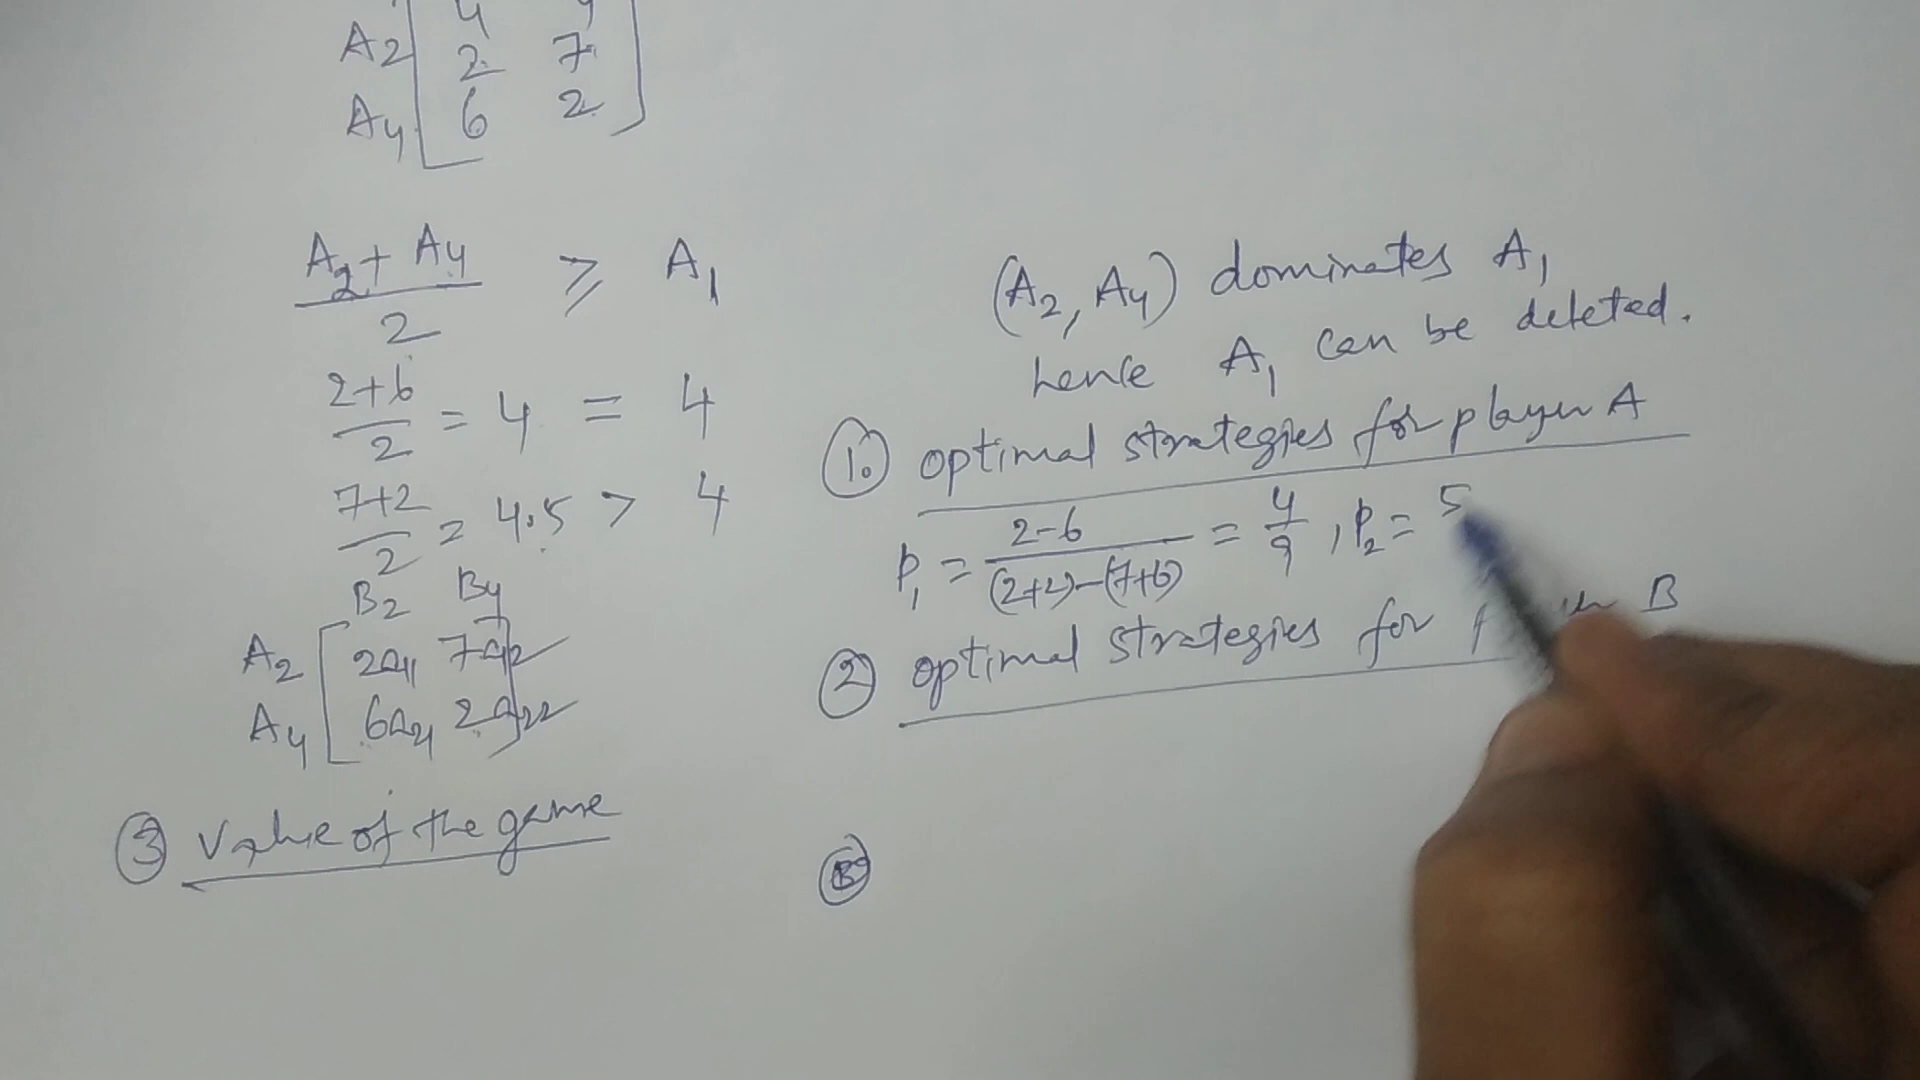 4 4
A2 2 7
A4 6 2
A2 + A4 / 2 ≥ A1
2+6 / 2 = 4 = 4
7+2 / 2 = 4.5 > 4
B2 B4
A2 2a11 7a12
A4 6a21 2a22
③ Value of the game
(A2, A4) dominates A1
hence A1 can be deleted.
① optimal strategies for player A
P1 = 2-6 / (2+2)-(7+6) = 4/9, P2 = 5
② optimal strategies for B